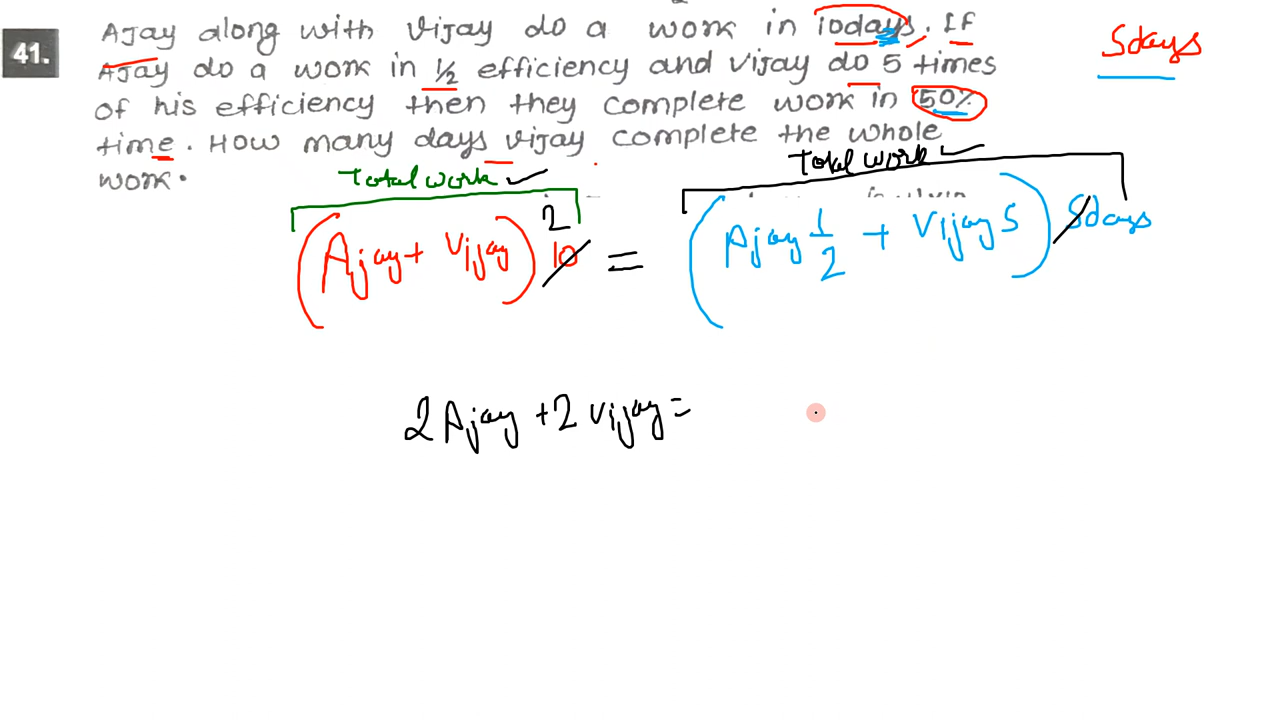 41.
Ajay along with Vijay do a work in 10days. If
Ajay do a work in 1/2 efficiency and Vijay do 5 times
of his efficiency then they complete work in 50%
time. How many days Vijay complete the whole
work.
5days
Total work ✓
Total work ✓
(Ajay + Vijay) 10 2 = (Ajay 1/2 + Vijay 5) 5days
2 Ajay + 2 Vijay =